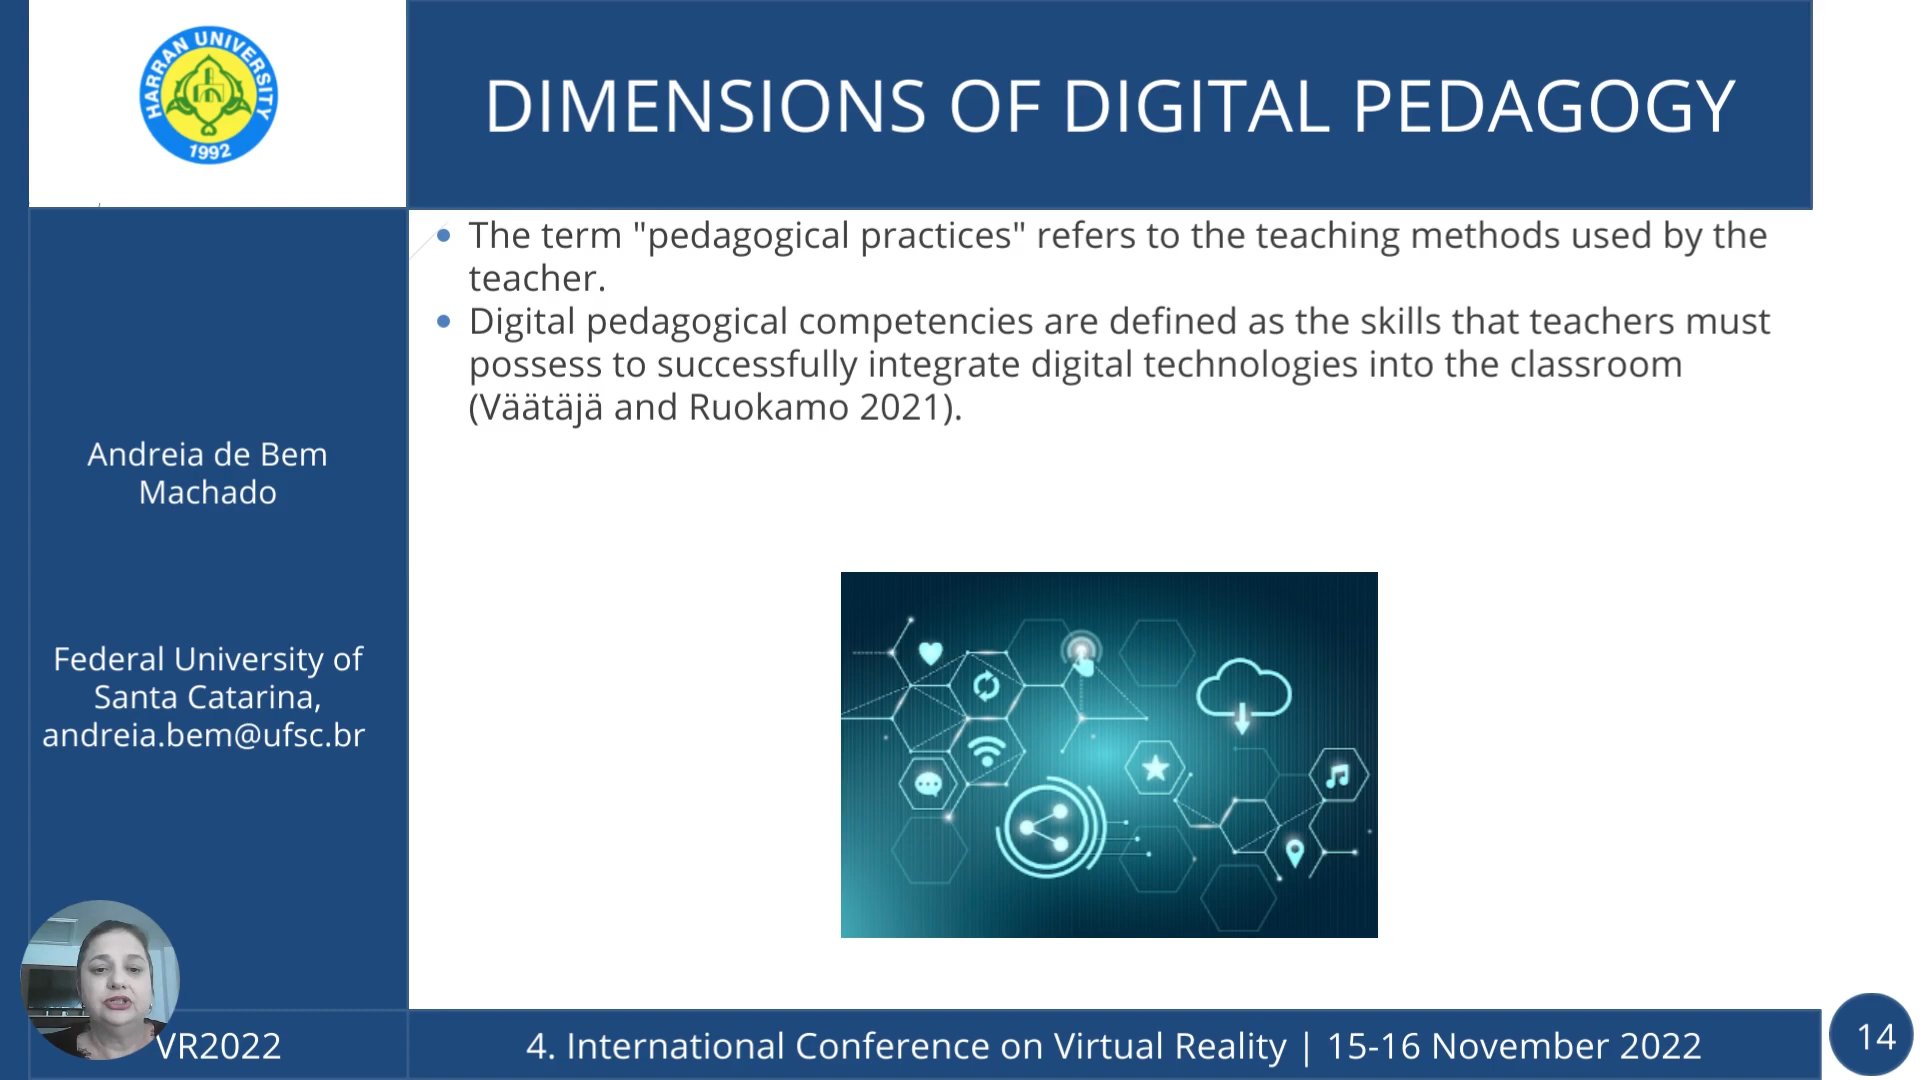 HARRAN UNIVERSITY
1992
DIMENSIONS OF DIGITAL PEDAGOGY
The term "pedagogical practices" refers to the teaching methods used by the
teacher.
Digital pedagogical competencies are defined as the skills that teachers must
possess to successfully integrate digital technologies into the classroom
(Väätäjä and Ruokamo 2021).
Andreia de Bem
Machado
Federal University of
Santa Catarina,
andreia.bem@ufsc.br
VR2022
4. International Conference on Virtual Reality | 15-16 November 2022
14